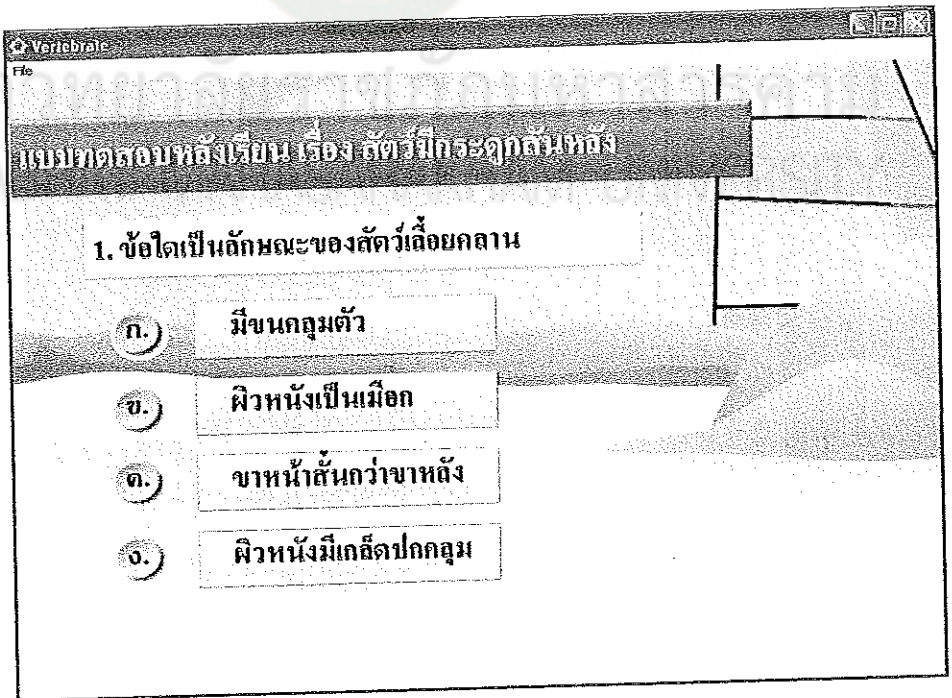 Vertebrate
File
แบบทดสอบหลังเรียน เรื่อง สัตว์มีกระดูกสันหลัง
1. ข้อใดเป็นลักษณะของสัตว์เลื้อยคลาน
ก.) มีขนคลุมตัว
ข.) ผิวหนังเป็นเมือก
ค.) ขาหน้าสั้นกว่าขาหลัง
ง.) ผิวหนังมีเกล็ดปกคลุม